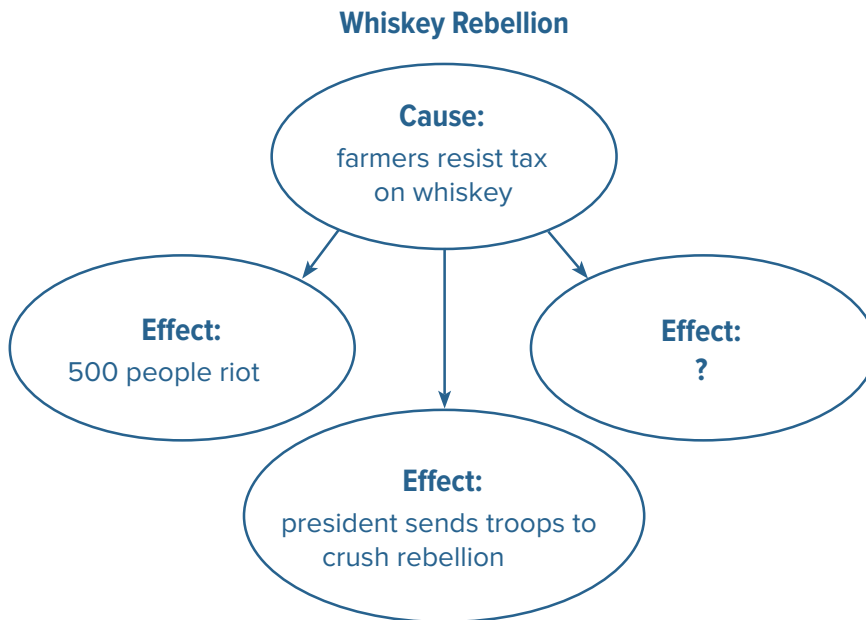 Whiskey Rebellion
Cause:
farmers resist tax
on whiskey
Effect:
500 people riot
Effect:
?
Effect:
president sends troops to
crush rebellion